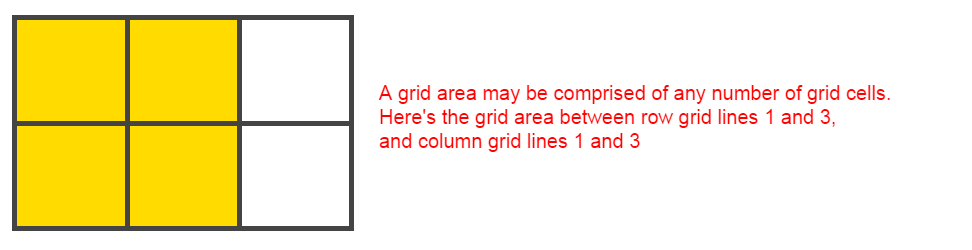 A grid area may be comprised of any number of grid cells.
Here's the grid area between row grid lines 1 and 3,
and column grid lines 1 and 3